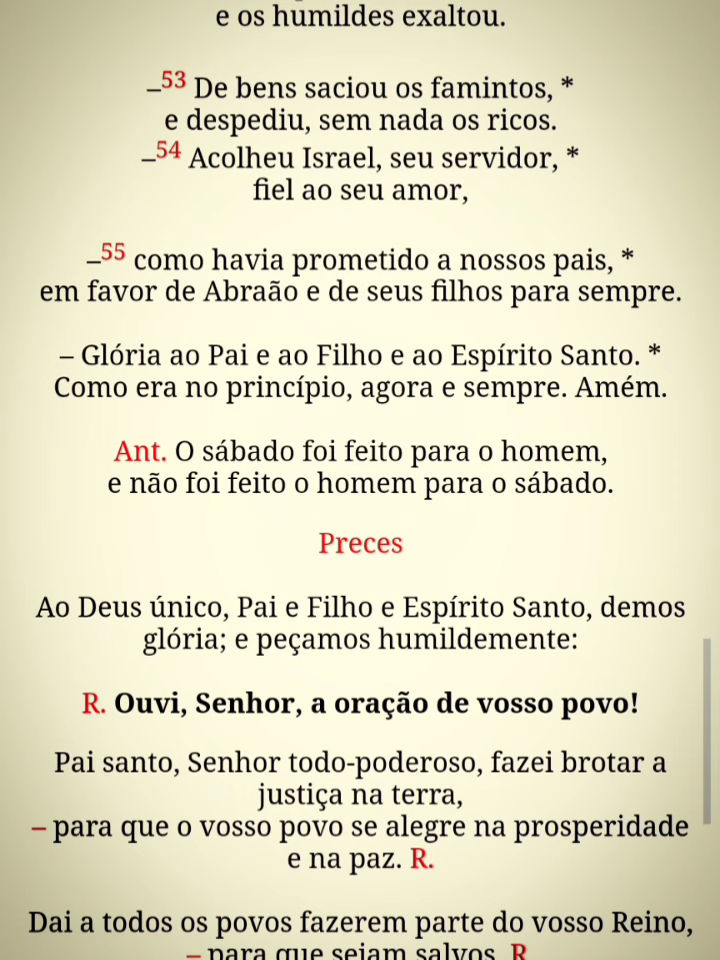 e os humildes exaltou.
–53 De bens saciou os famintos, *
e despediu, sem nada os ricos.
–54 Acolheu Israel, seu servidor, *
fiel ao seu amor,
–55 como havia prometido a nossos pais, *
em favor de Abraão e de seus filhos para sempre.
– Glória ao Pai e ao Filho e ao Espírito Santo. *
Como era no princípio, agora e sempre. Amém.
Ant. O sábado foi feito para o homem,
e não foi feito o homem para o sábado.
Preces
Ao Deus único, Pai e Filho e Espírito Santo, demos
glória; e peçamos humildemente:
R. Ouvi, Senhor, a oração de vosso povo!
Pai santo, Senhor todo-poderoso, fazei brotar a
justiça na terra,
– para que o vosso povo se alegre na prosperidade
e na paz. R.
Dai a todos os povos fazerem parte do vosso Reino,
– para que sejam salvos. R